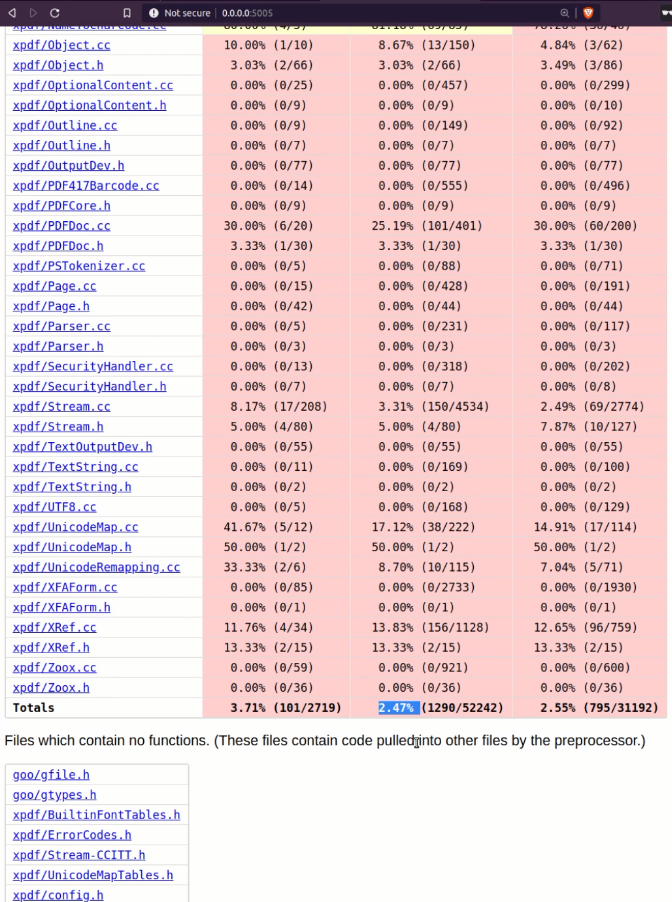 Not secure 0.0.0.0:5005
xpdf/Object.cc 10.00% (1/10) 8.67% (13/150) 4.84% (3/62)
xpdf/Object.h 3.03% (2/66) 3.03% (2/66) 3.49% (3/86)
xpdf/OptionalContent.cc 0.00% (0/25) 0.00% (0/457) 0.00% (0/299)
xpdf/OptionalContent.h 0.00% (0/9) 0.00% (0/9) 0.00% (0/10)
xpdf/Outline.cc 0.00% (0/9) 0.00% (0/149) 0.00% (0/92)
xpdf/Outline.h 0.00% (0/7) 0.00% (0/7) 0.00% (0/7)
xpdf/OutputDev.h 0.00% (0/77) 0.00% (0/77) 0.00% (0/77)
xpdf/PDF417Barcode.cc 0.00% (0/14) 0.00% (0/555) 0.00% (0/496)
xpdf/PDFCore.h 0.00% (0/9) 0.00% (0/9) 0.00% (0/9)
xpdf/PDFDoc.cc 30.00% (6/20) 25.19% (101/401) 30.00% (60/200)
xpdf/PDFDoc.h 3.33% (1/30) 3.33% (1/30) 3.33% (1/30)
xpdf/PSTokenizer.cc 0.00% (0/5) 0.00% (0/88) 0.00% (0/71)
xpdf/Page.cc 0.00% (0/15) 0.00% (0/428) 0.00% (0/191)
xpdf/Page.h 0.00% (0/42) 0.00% (0/44) 0.00% (0/44)
xpdf/Parser.cc 0.00% (0/5) 0.00% (0/231) 0.00% (0/117)
xpdf/Parser.h 0.00% (0/3) 0.00% (0/3) 0.00% (0/3)
xpdf/SecurityHandler.cc 0.00% (0/13) 0.00% (0/318) 0.00% (0/202)
xpdf/SecurityHandler.h 0.00% (0/7) 0.00% (0/7) 0.00% (0/8)
xpdf/Stream.cc 8.17% (17/208) 3.31% (150/4534) 2.49% (69/2774)
xpdf/Stream.h 5.00% (4/80) 5.00% (4/80) 7.87% (10/127)
xpdf/TextOutputDev.h 0.00% (0/55) 0.00% (0/55) 0.00% (0/55)
xpdf/TextString.cc 0.00% (0/11) 0.00% (0/169) 0.00% (0/100)
xpdf/TextString.h 0.00% (0/2) 0.00% (0/2) 0.00% (0/2)
xpdf/UTF8.cc 0.00% (0/5) 0.00% (0/168) 0.00% (0/129)
xpdf/UnicodeMap.cc 41.67% (5/12) 17.12% (38/222) 14.91% (17/114)
xpdf/UnicodeMap.h 50.00% (1/2) 50.00% (1/2) 50.00% (1/2)
xpdf/UnicodeRemapping.cc 33.33% (2/6) 8.70% (10/115) 7.04% (5/71)
xpdf/XFAForm.cc 0.00% (0/85) 0.00% (0/2733) 0.00% (0/1930)
xpdf/XFAForm.h 0.00% (0/1) 0.00% (0/1) 0.00% (0/1)
xpdf/XRef.cc 11.76% (4/34) 13.83% (156/1128) 12.65% (96/759)
xpdf/XRef.h 13.33% (2/15) 13.33% (2/15) 13.33% (2/15)
xpdf/Zoox.cc 0.00% (0/59) 0.00% (0/921) 0.00% (0/600)
xpdf/Zoox.h 0.00% (0/36) 0.00% (0/36) 0.00% (0/36)
Totals 3.71% (101/2719) 2.47% (1290/52242) 2.55% (795/31192)
Files which contain no functions. (These files contain code pulled into other files by the preprocessor.)
goo/gfile.h
goo/gtypes.h
xpdf/BuiltinFontTables.h
xpdf/ErrorCodes.h
xpdf/Stream-CCITT.h
xpdf/UnicodeMapTables.h
xpdf/config.h